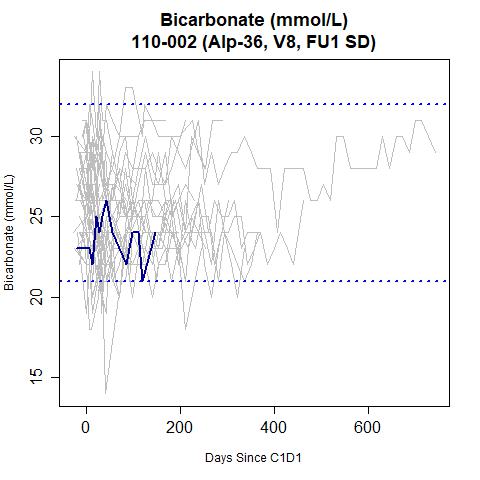 Bicarbonate (mmol/L)
110-002 (Alp-36, V8, FU1 SD)
Bicarbonate (mmol/L)
30
25
20
15
0 200 400 600
Days Since C1D1